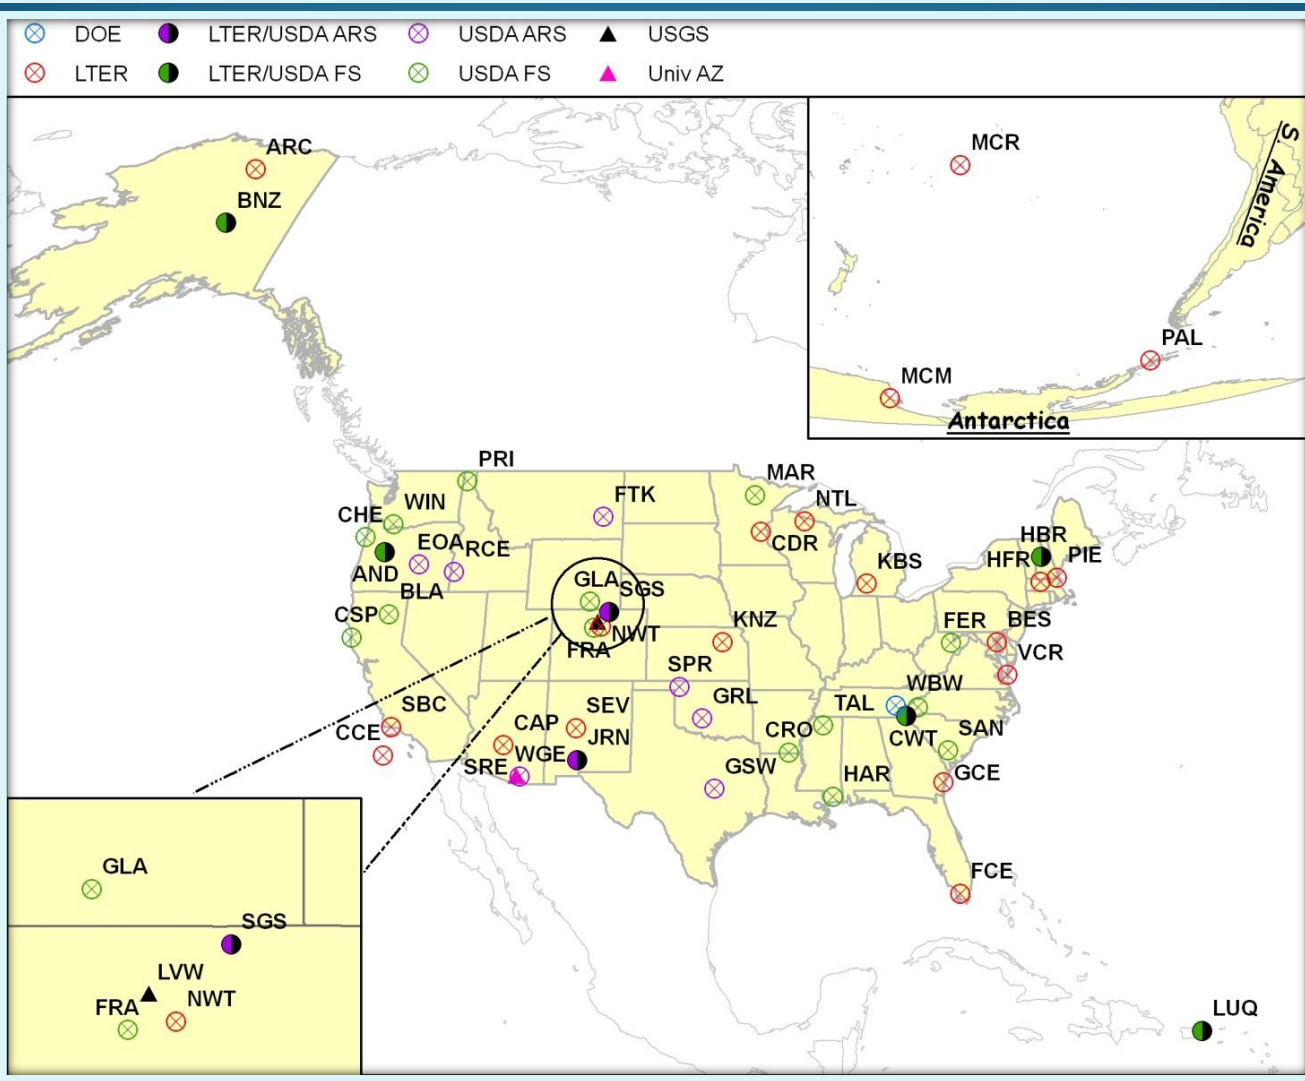 DOE LTER/USDA ARS USDA ARS USGS
LTER LTER/USDA FS USDA FS Univ AZ
ARC
BNZ
MCR
S. America
PAL
MCM
Antarctica
PRI
MAR
FTK
NTL
WIN
CHE
HBR
EOA
RCE
CDR
HFR
PIE
KBS
AND
GLA
BLA
SGS
CSP
KNZ
FER
BES
NWT
FRA
VCR
SPR
WBW
GRL
TAL
SBC
SEV
CAP
CRO
SAN
CCE
JRN
CWT
WGE
SRE
GSW
HAR
GCE
FCE
GLA
SGS
LVW
NWT
FRA
LUQ